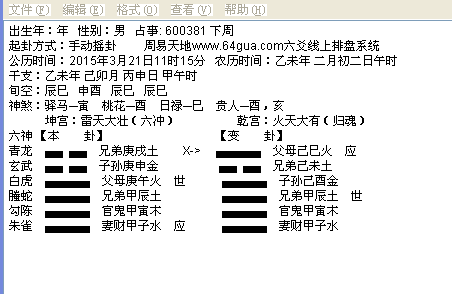 文件(F) 编辑(E) 格式(O) 查看(V) 帮助(H)
出生年：年 性别：男 占事: 600381 下周
起卦方式：手动摇卦 周易天地www.64gua.com六爻线上排盘系统
公历时间：2015年3月21日11时15分 农历时间：乙未年 二月初二日午时
干支：乙未年 己卯月 丙申日 甲午时
旬空：辰巳 申酉 辰巳 辰巳
神煞：驿马—寅 桃花—酉 日禄—巳 贵人—酉，亥
坤宫：雷天大壮（六冲） 乾宫：火天大有（归魂）
六神【本 卦】 【变 卦】
青龙 兄弟庚戌土 X-> 父母己巳火 应
玄武 子孙庚申金 兄弟己未土
白虎 父母庚午火 世 子孙己酉金
螣蛇 兄弟甲辰土 兄弟甲辰土 世
勾陈 官鬼甲寅木 官鬼甲寅木
朱雀 妻财甲子水 应 妻财甲子水